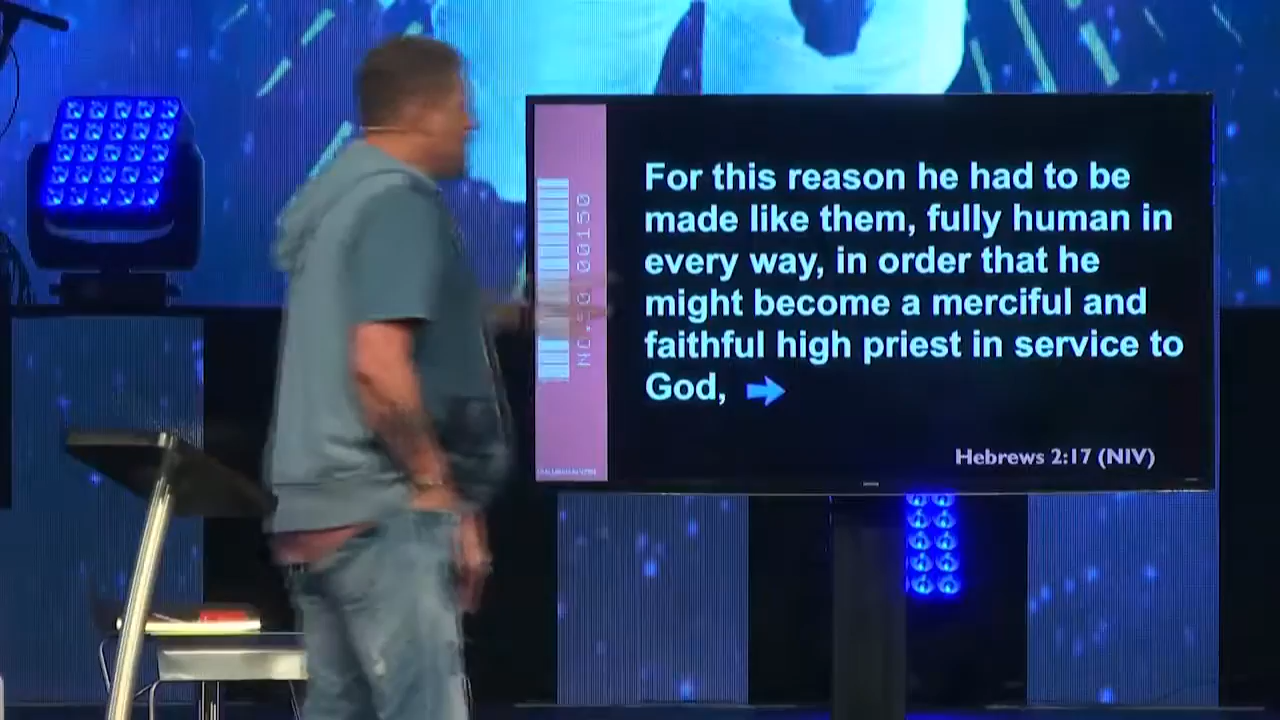 For this reason he had to be
made like them, fully human in
every way, in order that he
might become a merciful and
faithful high priest in service to
God,
Hebrews 2:17 (NIV)
00150